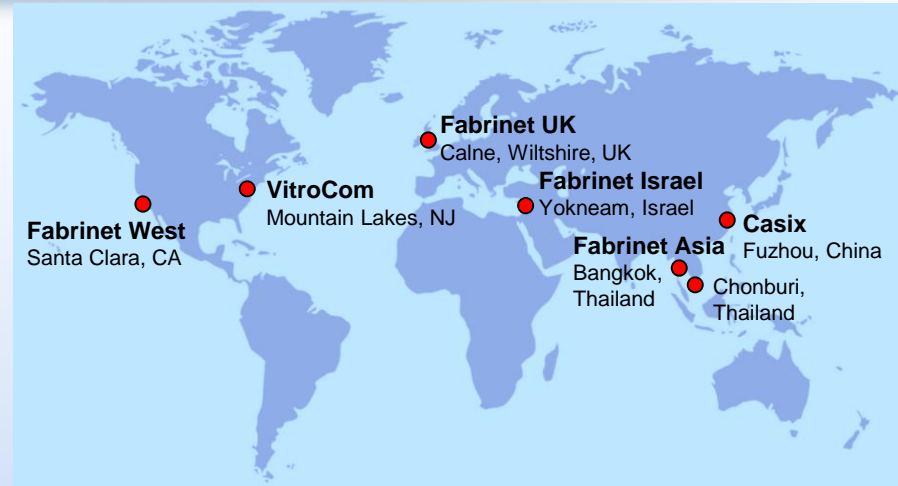 Fabrinet UK
Calne, Wiltshire, UK
VitroCom
Mountain Lakes, NJ
Fabrinet Israel
Yokneam, Israel
Fabrinet West
Santa Clara, CA
Casix
Fuzhou, China
Fabrinet Asia
Bangkok,
Thailand
Chonburi,
Thailand